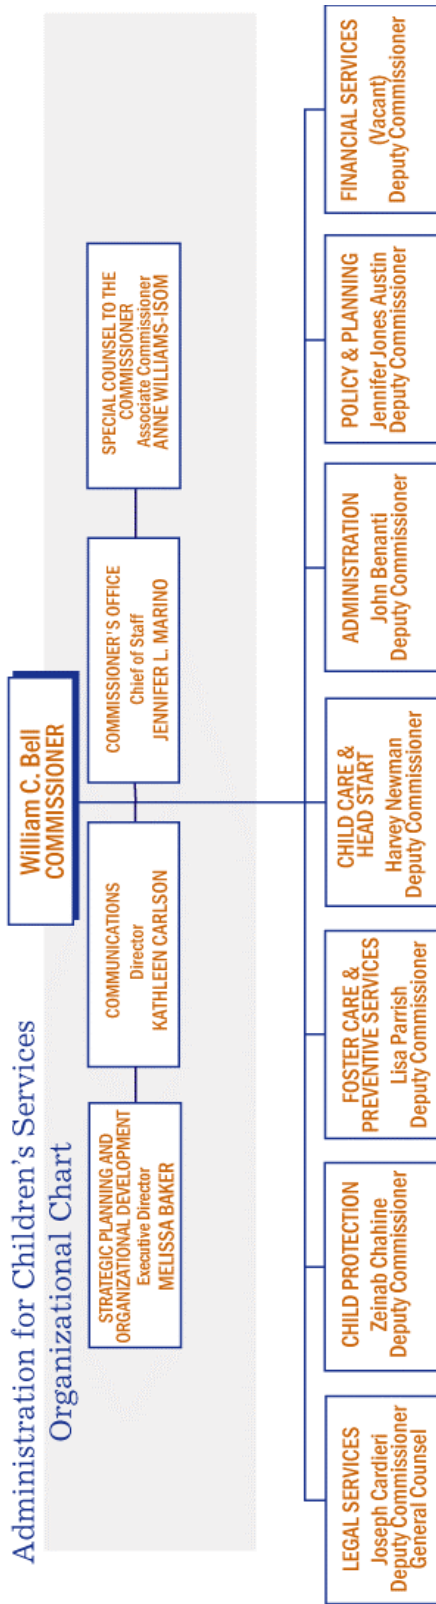 Administration for Children's Services
Organizational Chart
William C. Bell
COMMISSIONER
STRATEGIC PLANNING AND
ORGANIZATIONAL DEVELOPMENT
Executive Director
MELISSA BAKER
COMMUNICATIONS
Director
KATHLEEN CARLSON
COMMISSIONER'S OFFICE
Chief of Staff
JENNIFER L. MARINO
SPECIAL COUNSEL TO THE
COMMISSIONER
Associate Commissioner
ANNE WILLIAMS-ISOM
LEGAL SERVICES
Joseph Cardieri
Deputy Commissioner
General Counsel
CHILD PROTECTION
Zeinab Chahine
Deputy Commissioner
FOSTER CARE &
PREVENTIVE SERVICES
Lisa Parrish
Deputy Commissioner
CHILD CARE &
HEAD START
Harvey Newman
Deputy Commissioner
ADMINISTRATION
John Benanti
Deputy Commissioner
POLICY & PLANNING
Jennifer Jones Austin
Deputy Commissioner
FINANCIAL SERVICES
(Vacant)
Deputy Commissioner